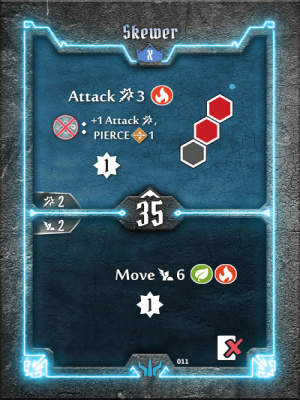 Skewer
X
Attack 3
+1 Attack ,
PIERCE 1
1
2
35
2
Move 6
1
011